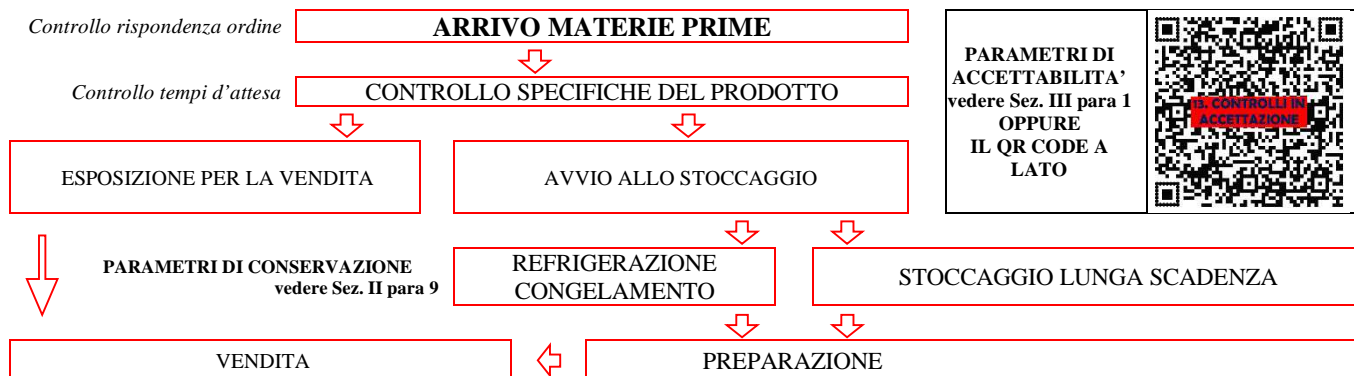 Controllo rispondenza ordine
ARRIVO MATERIE PRIME
Controllo tempi d'attesa
CONTROLLO SPECIFICHE DEL PRODOTTO
PARAMETRI DI
ACCETTABILITA'
vedere Sez. III para 1
OPPURE
IL QR CODE A
LATO
13. CONTROLLI IN
ACCETTAZIONE
ESPOSIZIONE PER LA VENDITA
AVVIO ALLO STOCCAGGIO
PARAMETRI DI CONSERVAZIONE
vedere Sez. II para 9
REFRIGERAZIONE
CONGELAMENTO
STOCCAGGIO LUNGA SCADENZA
VENDITA
PREPARAZIONE